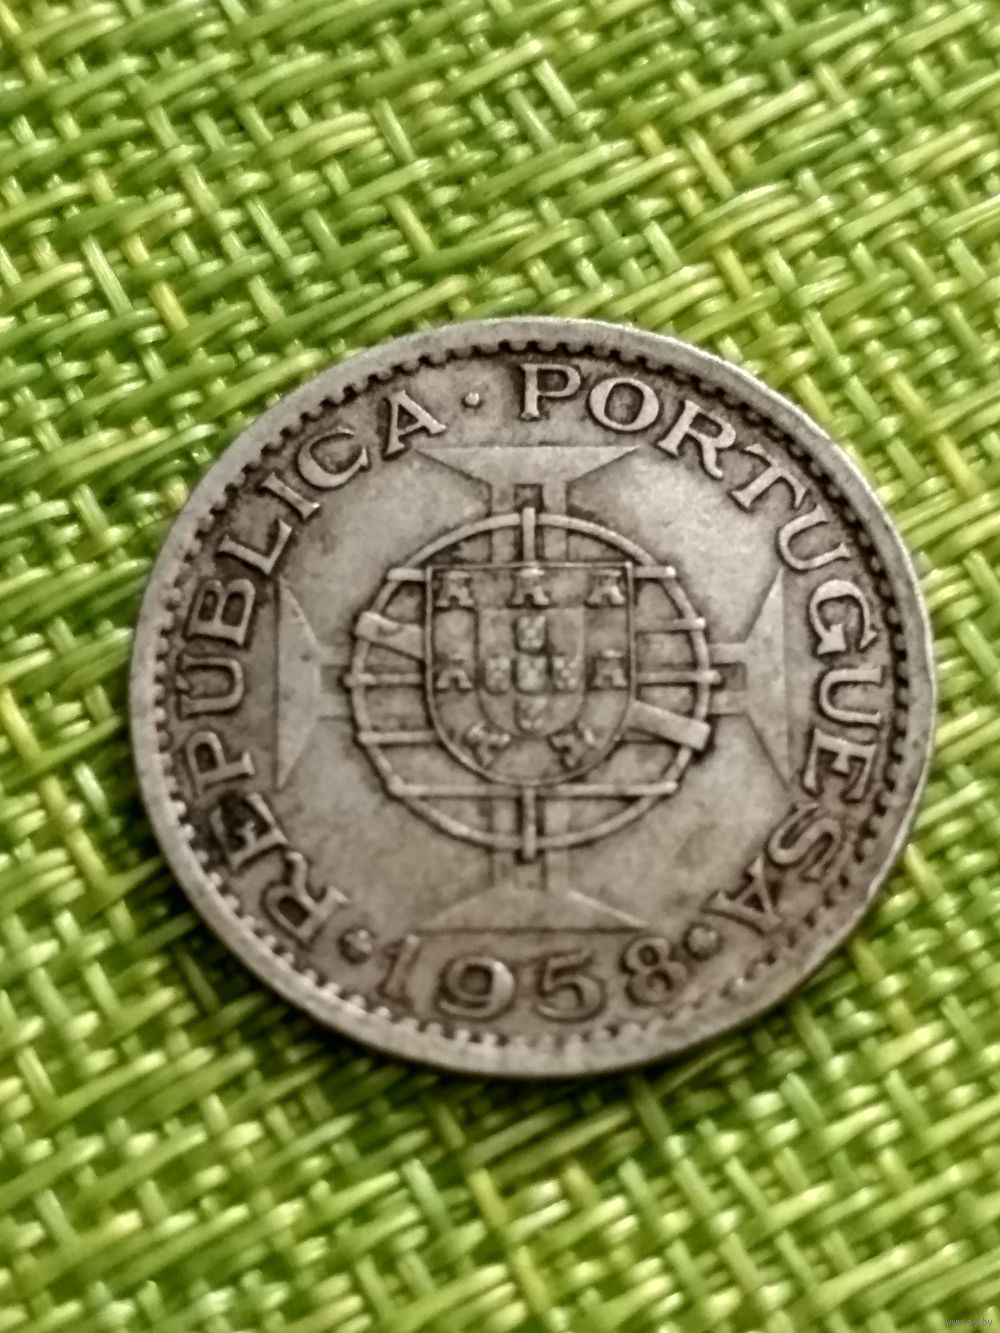 REPUBLICA · PORTUGUESA
· 1958 ·